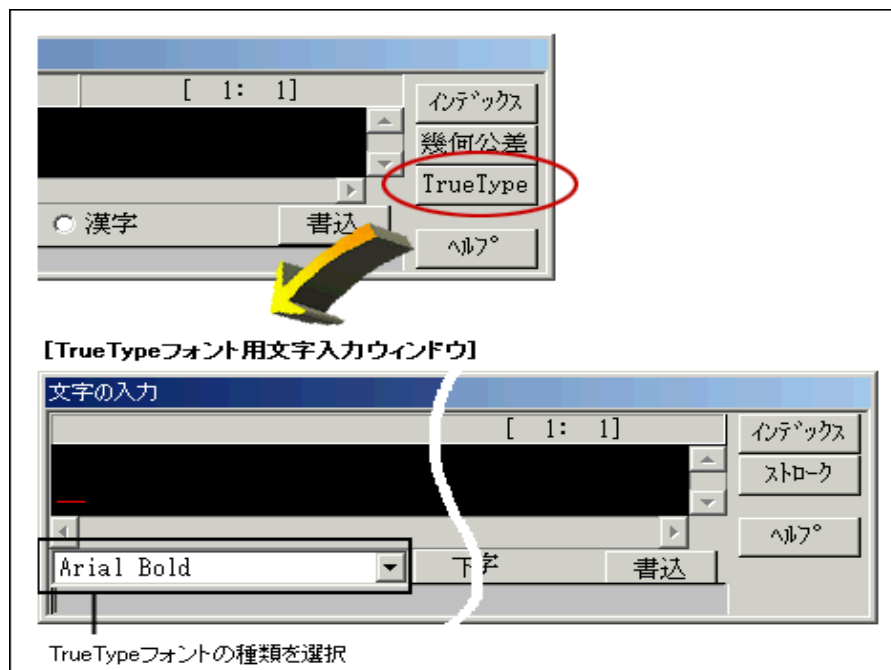 [ 1: 1]
ｲﾝﾃﾞｯｸｽ
幾何公差
TrueType
漢字 書込
ﾍﾙﾌﾟ
[TrueTypeフォント用文字入力ウィンドウ]
文字の入力
[ 1: 1]
ｲﾝﾃﾞｯｸｽ
ｽﾄﾛｰｸ
ﾍﾙﾌﾟ
Arial Bold 下字 書込
TrueTypeフォントの種類を選択